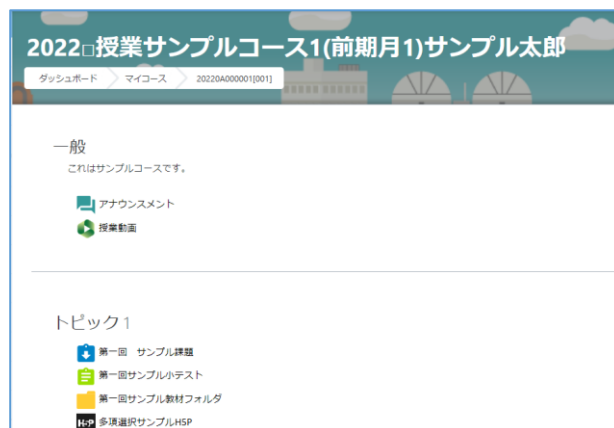 2022□授業サンプルコース1(前期月1)サンプル太郎
ダッシュボード マイコース 20220A000001[001]
一般
これはサンプルコースです。
アナウンスメント
授業動画
トピック 1
第一回　サンプル課題
第一回サンプル小テスト
第一回サンプル教材フォルダ
H5P 多項選択サンプルH5P